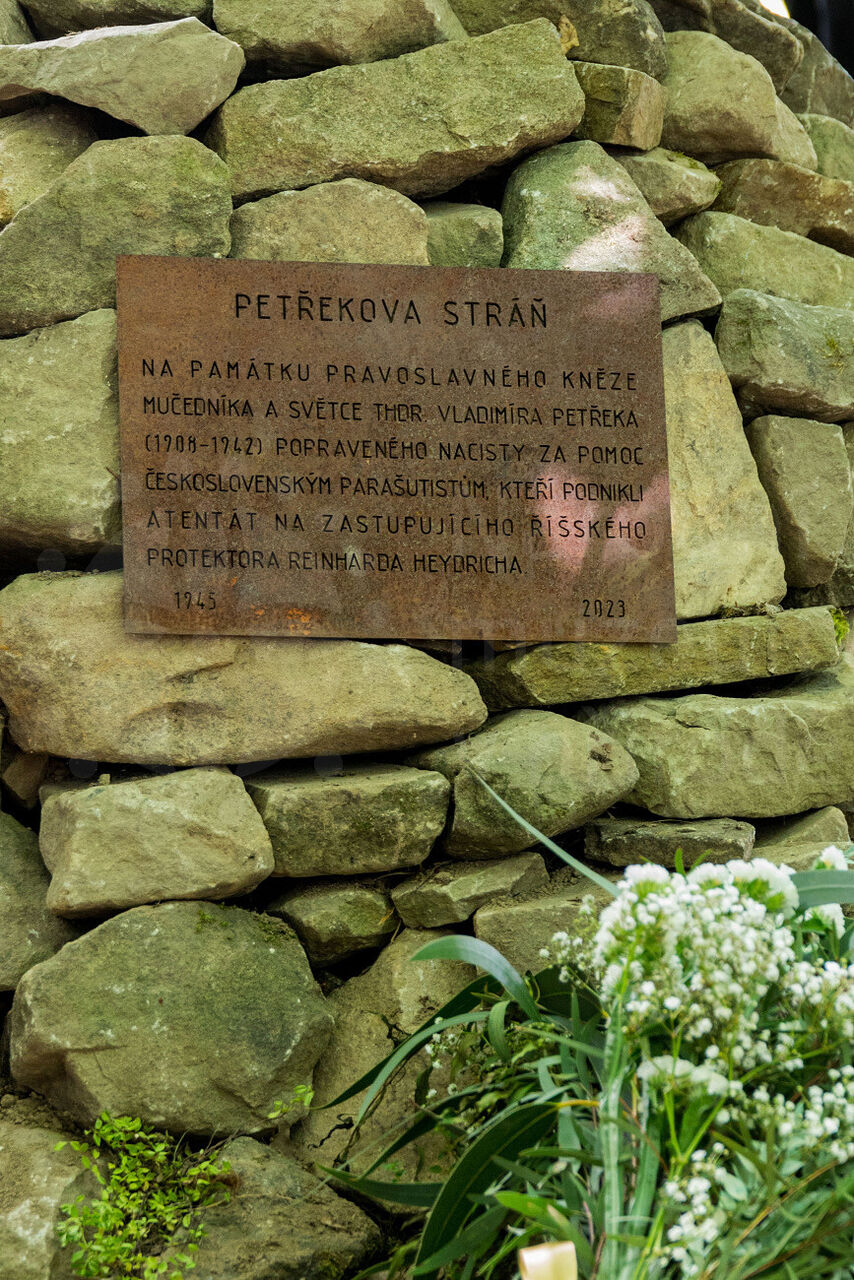 PETŘEKOVA STRÁŇ
NA PAMÁTKU PRAVOSLAVNÉHO KNĚZE
MUČEDNÍKA A SVĚTCE THDR. VLADIMÍRA PETŘEKA
(1908-1942) POPRAVENÉHO NACISTY ZA POMOC
ČESKOSLOVENSKÝM PARAŠUTISTŮM, KTEŘÍ PODNIKLI
ATENTÁT NA ZASTUPUJÍCÍHO ŘÍŠSKÉHO
PROTEKTORA REINHARDA HEYDRICHA.
1945 2023